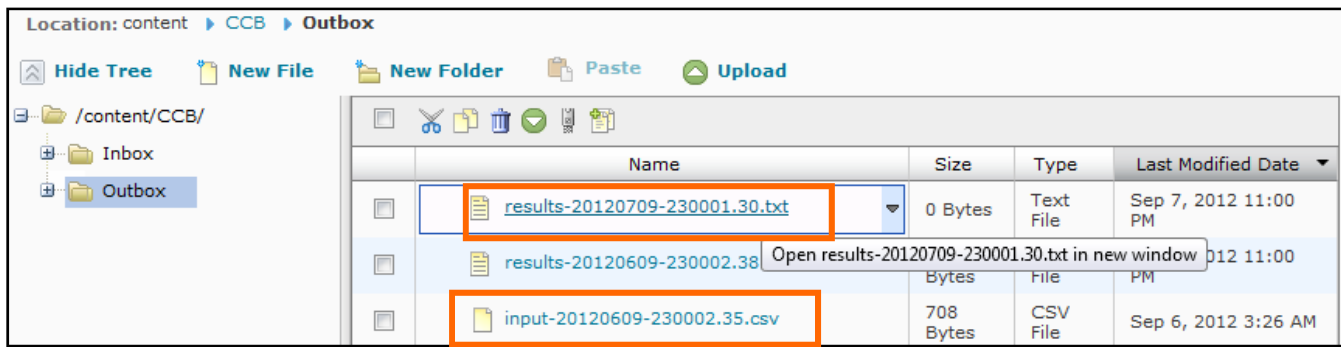 Location: content CCB Outbox
Hide Tree New File New Folder Paste Upload
/content/CCB/
Inbox
Outbox
Name Size Type Last Modified Date
results-20120709-230001.30.txt 0 Bytes Text File Sep 7, 2012 11:00 PM
results-20120609-230002.38 Bytes File 012 11:00 PM
Open results-20120709-230001.30.txt in new window
input-20120609-230002.35.csv 708 Bytes CSV File Sep 6, 2012 3:26 AM